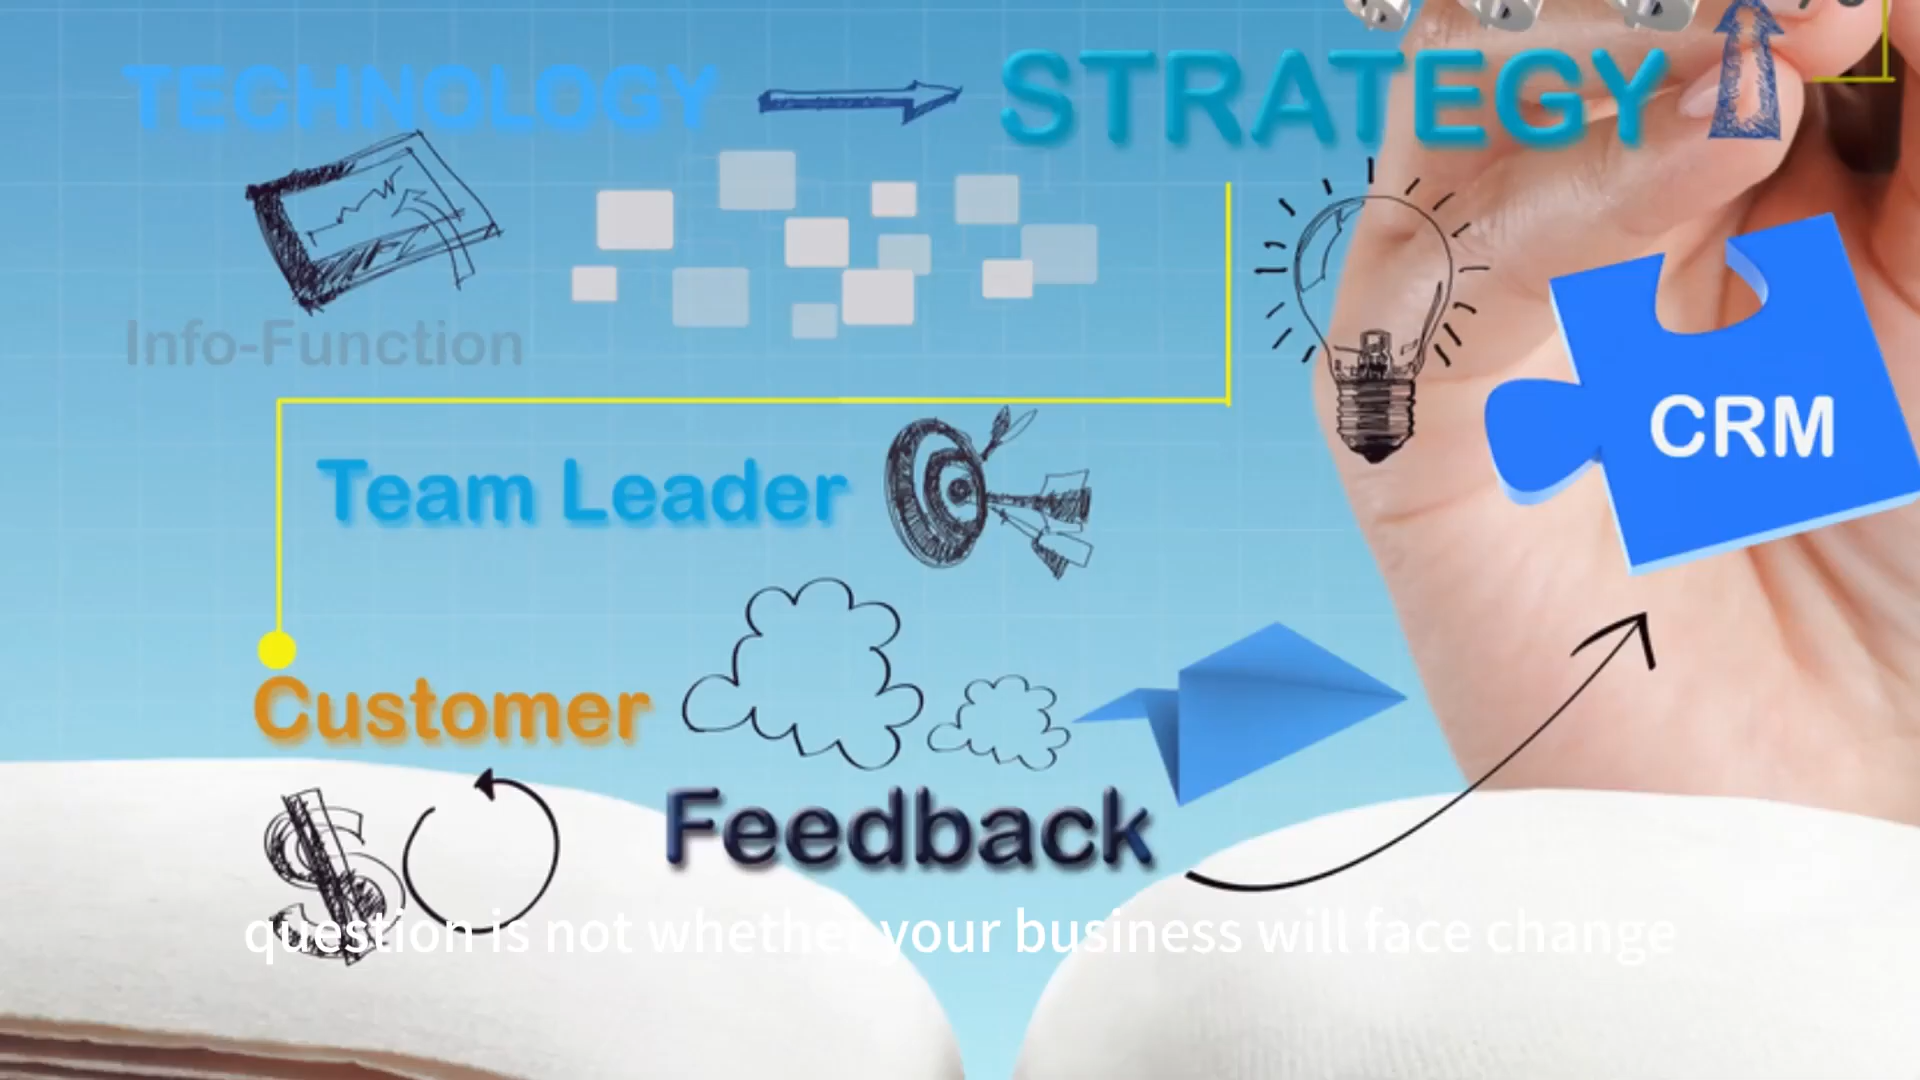 TECHNOLOGY
STRATEGY
Info-Function
CRM
Team Leader
Customer
Feedback
question is not whether your business will face change